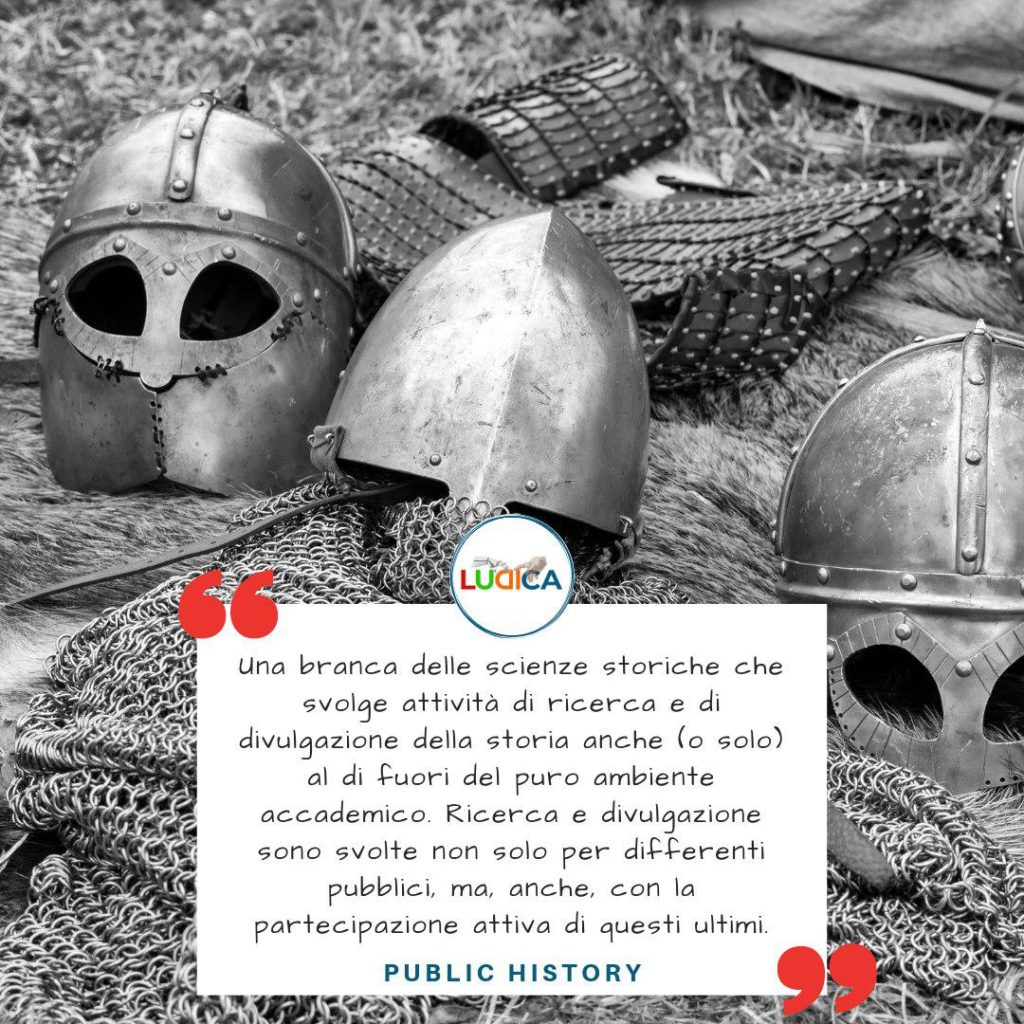 LUDICA
Una branca delle scienze storiche che
svolge attività di ricerca e di
divulgazione della storia anche (o solo)
al di fuori del puro ambiente
accademico. Ricerca e divulgazione
sono svolte non solo per differenti
pubblici, ma, anche, con la
partecipazione attiva di questi ultimi.
PUBLIC HISTORY